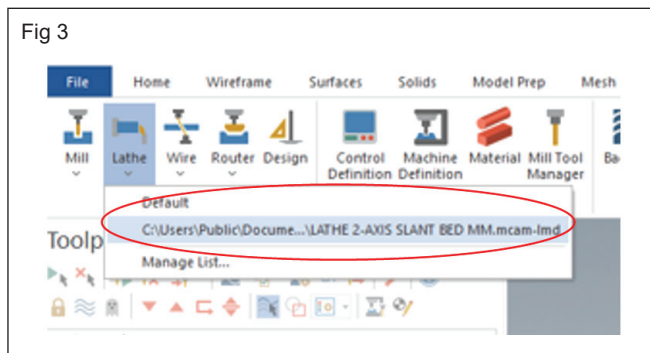 Fig 3
File Home Wireframe Surfaces Solids Model Prep Mesh
Mill Lathe Wire Router Design Control Definition Machine Definition Material Mill Tool Manager
Default
C:\Users\Public\Docume...\LATHE 2-AXIS SLANT BED MM.mcam-lmd
Manage List...